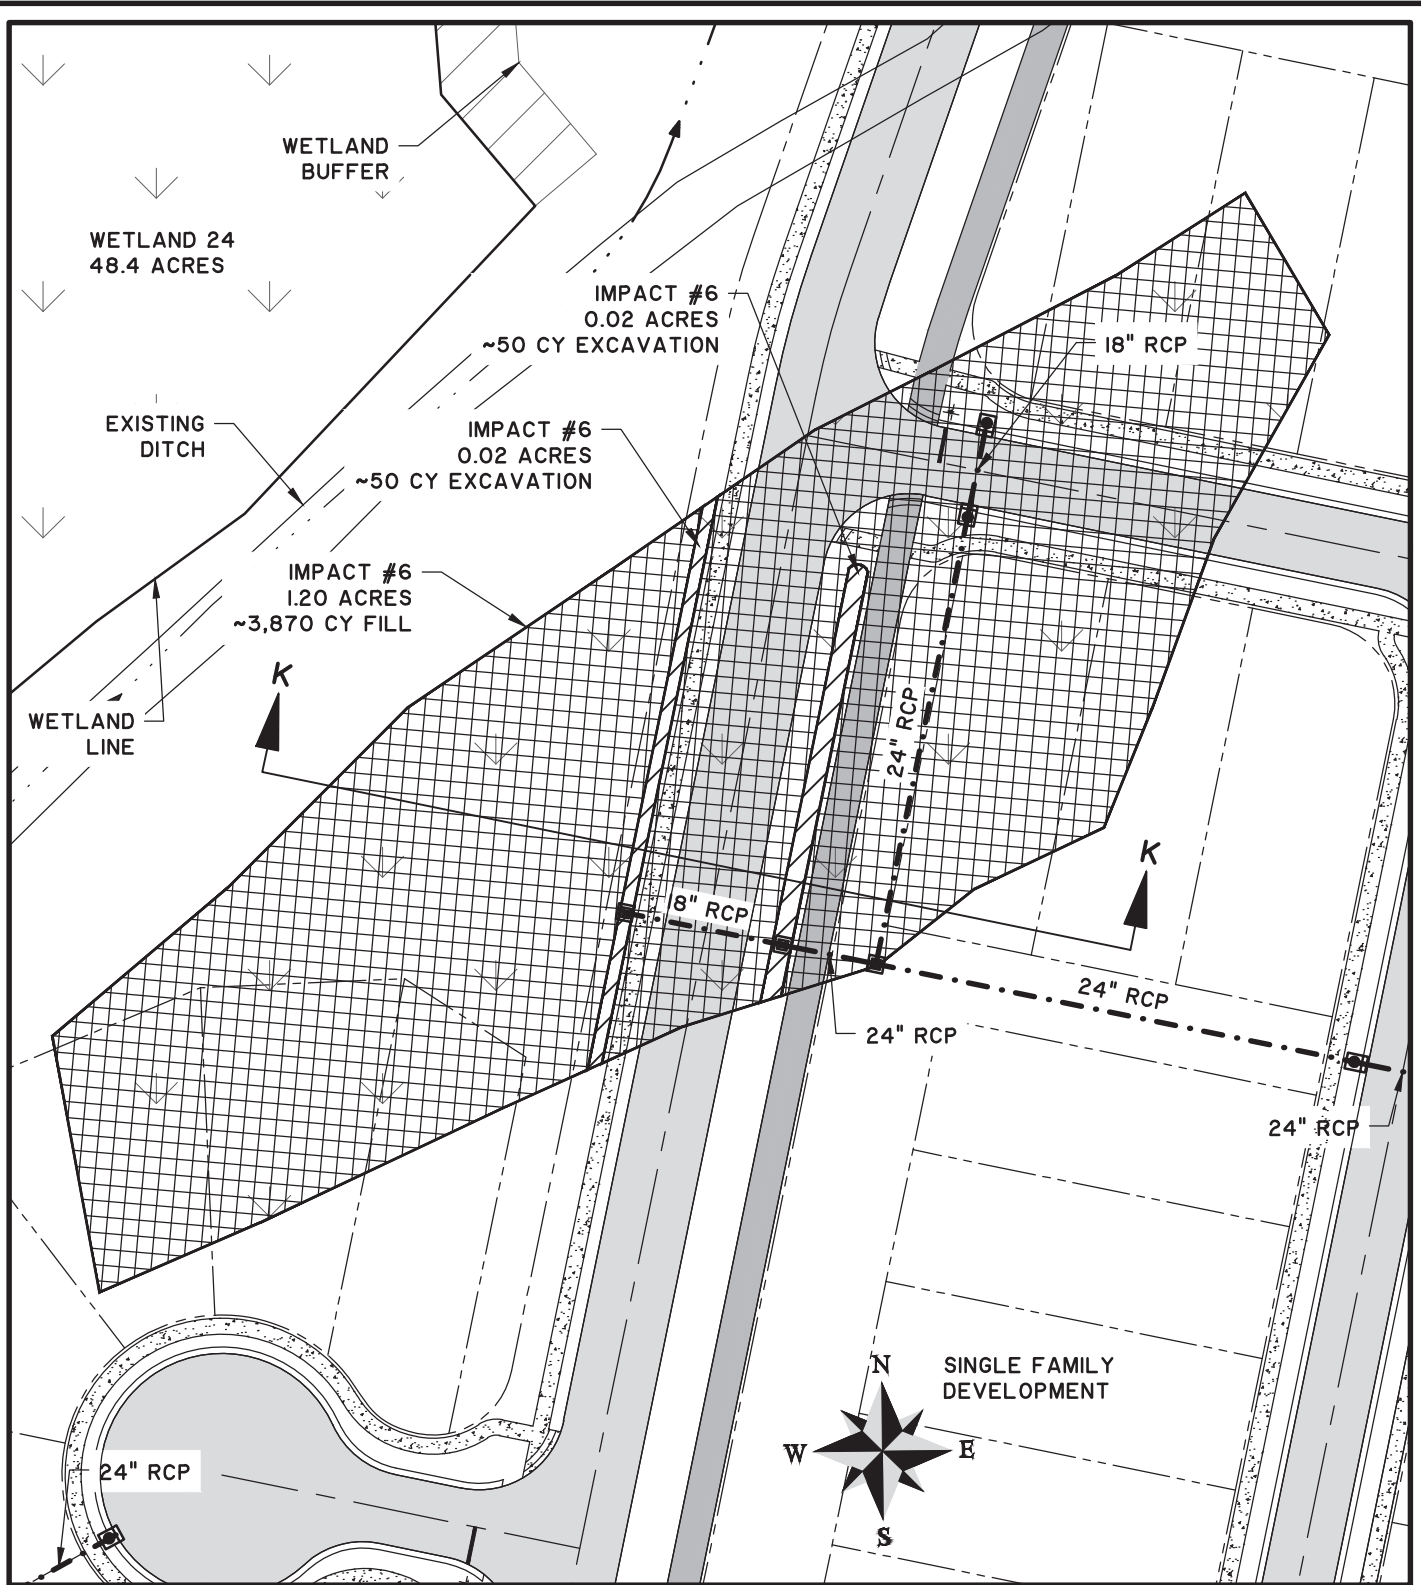 WETLAND
BUFFER
WETLAND 24
48.4 ACRES
IMPACT #6
0.02 ACRES
~50 CY EXCAVATION
18" RCP
EXISTING
DITCH
IMPACT #6
0.02 ACRES
~50 CY EXCAVATION
IMPACT #6
1.20 ACRES
~3,870 CY FILL
K
WETLAND
LINE
24" RCP
K
8" RCP
24" RCP
24" RCP
24" RCP
N
W E
S
SINGLE FAMILY
DEVELOPMENT
24" RCP